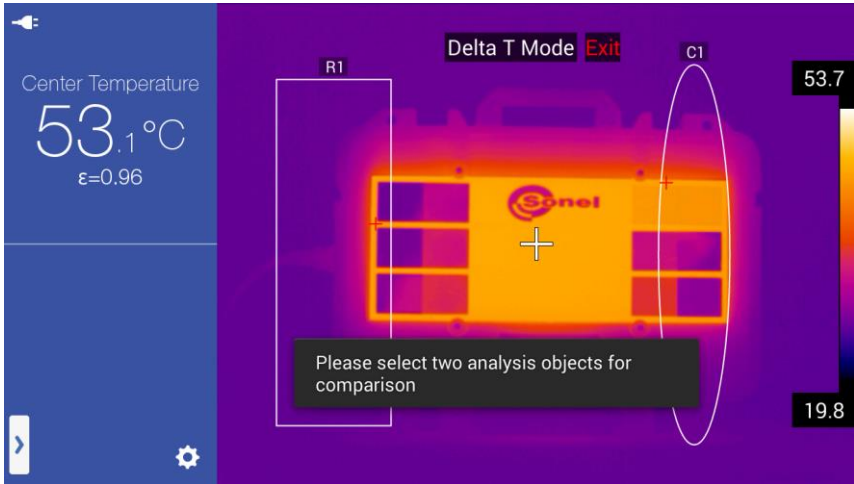 Delta T Mode Exit
R1
C1
Center Temperature
53.1°C
ε=0.96
53.7
Sonel
Please select two analysis objects for
comparison
19.8